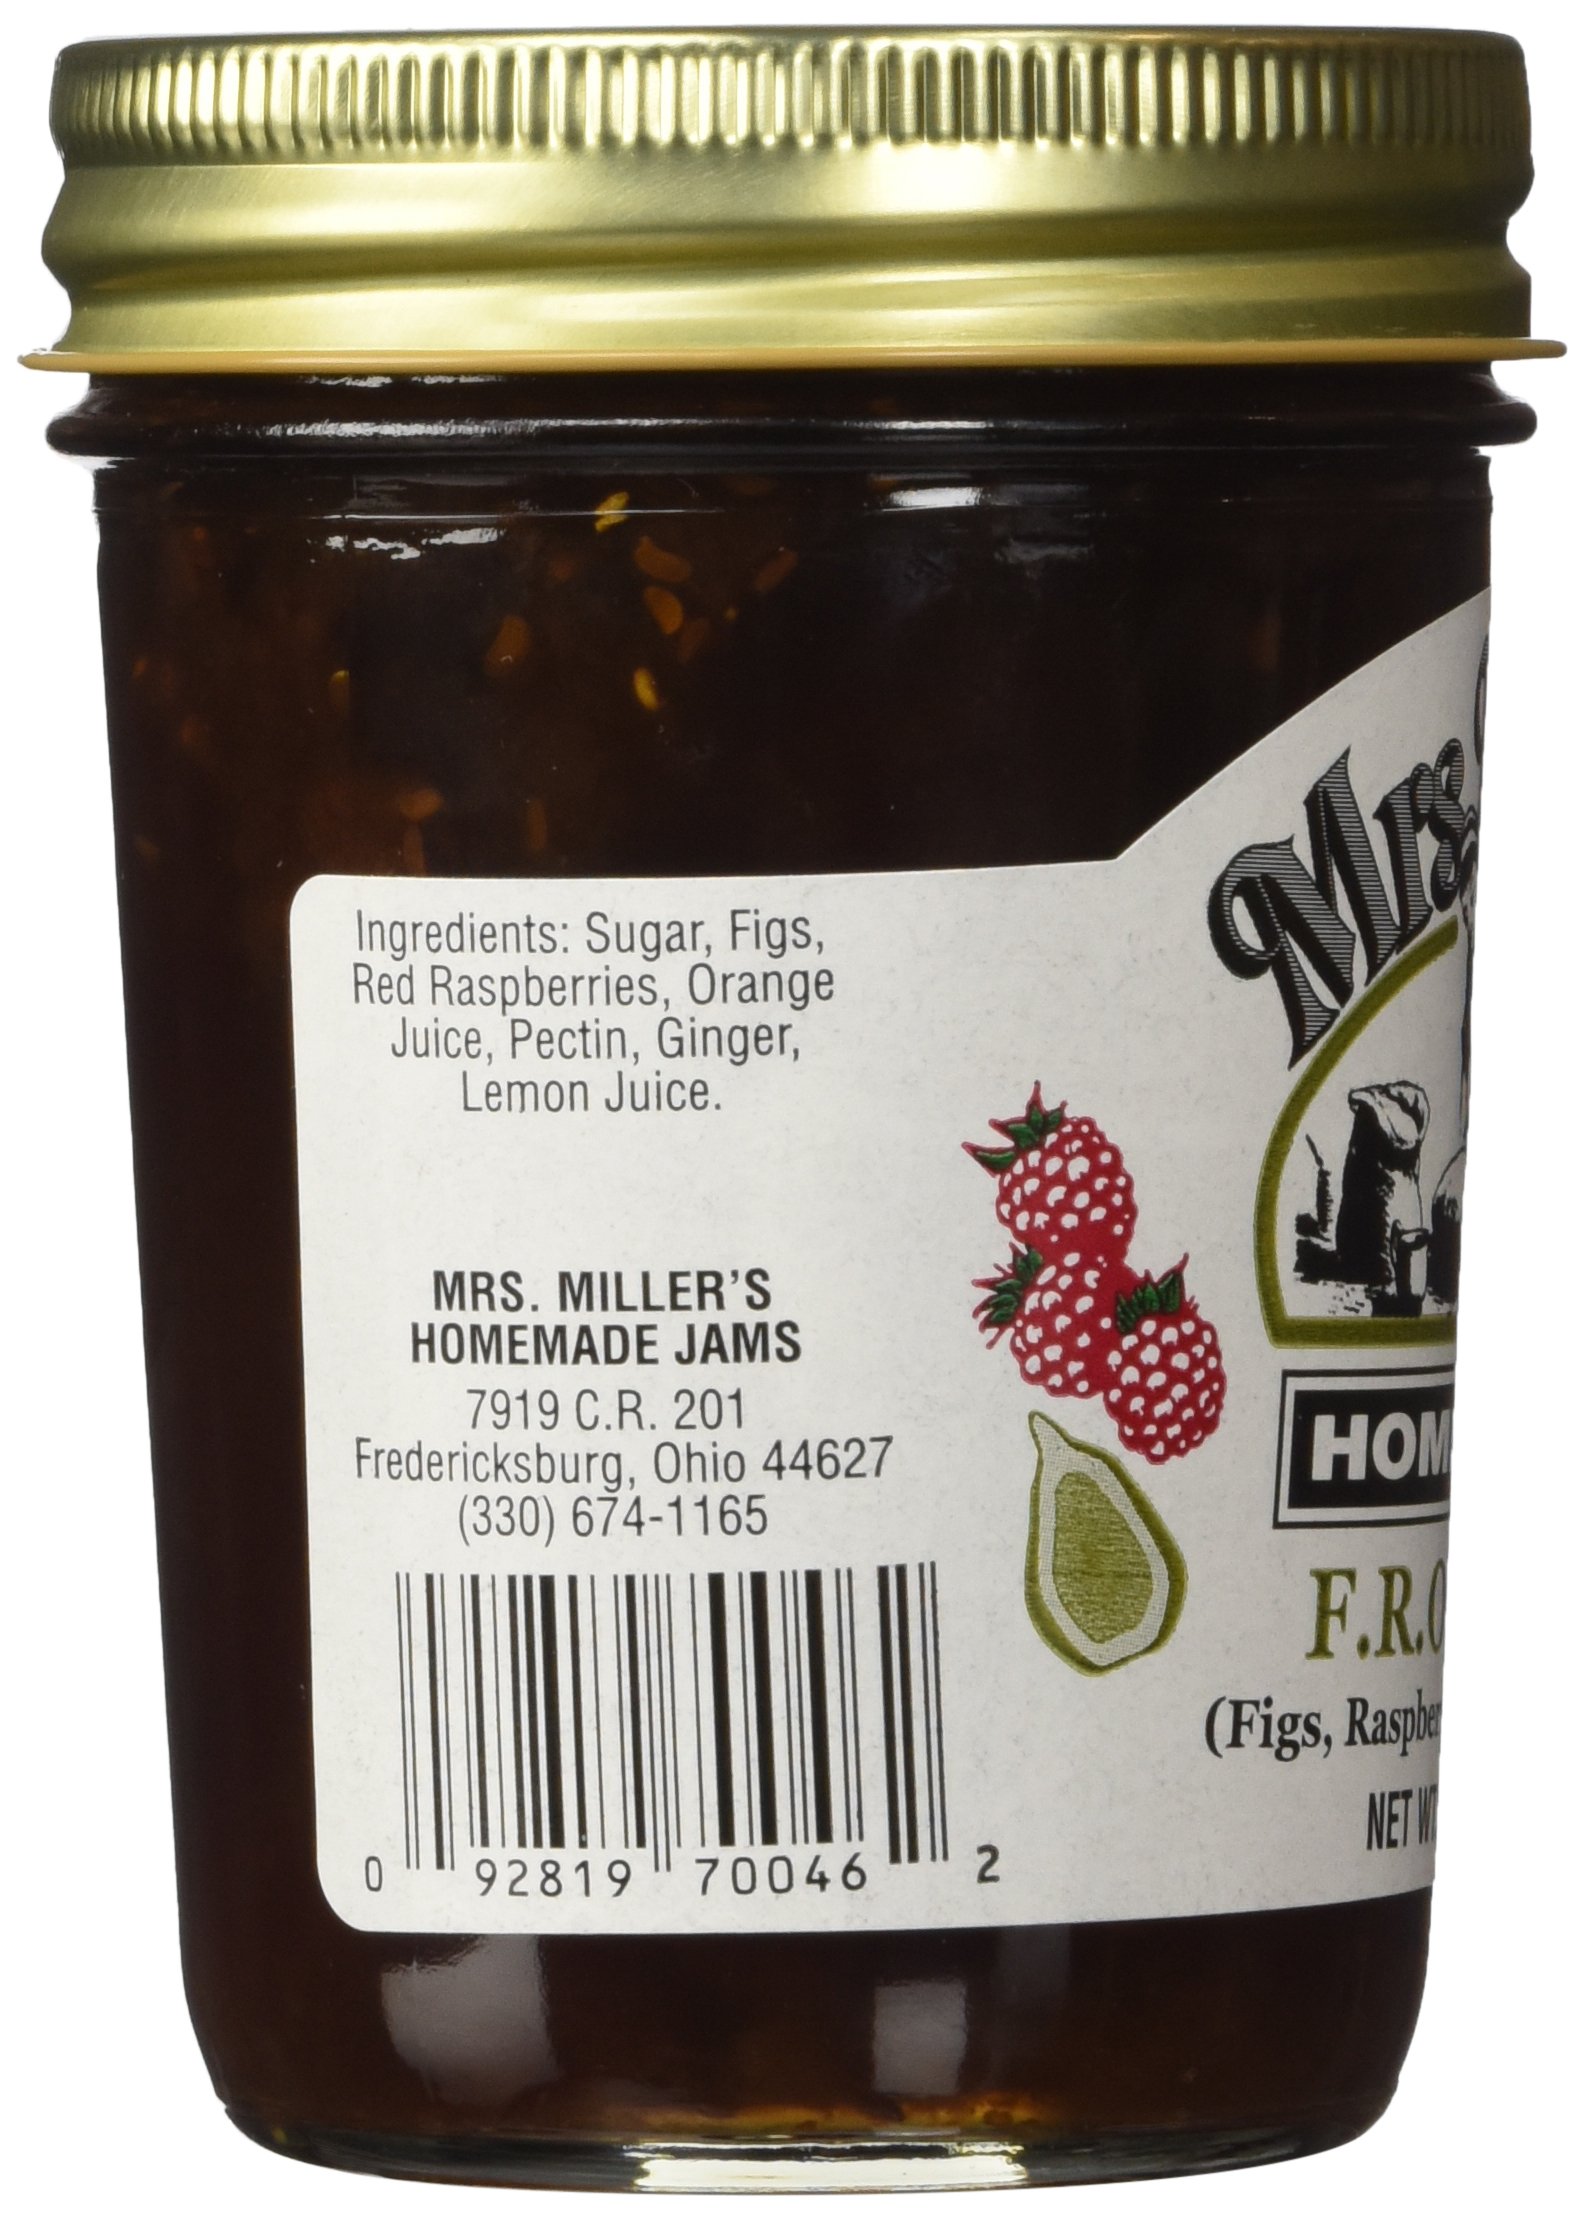 Ingredients: Sugar, Figs,
Red Raspberries, Orange
Juice, Pectin, Ginger,
Lemon Juice.
MRS. MILLER'S
HOMEMADE JAMS
7919 C.R. 201
Fredericksburg, Ohio 44627
(330) 674-1165
0 92819 70046 2
Mrs
HOM
F.R.O
(Figs, Raspber
NET WT